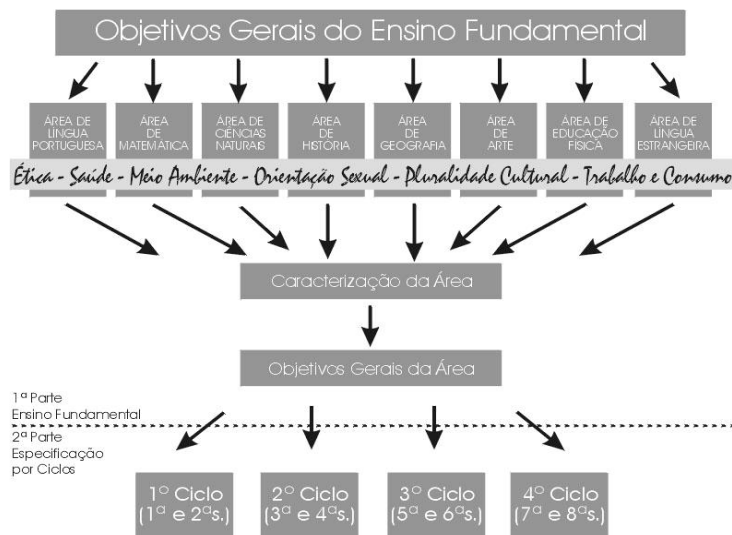 Objetivos Gerais do Ensino Fundamental
ÁREA DE
LÍNGUA
PORTUGUESA
ÁREA
DE
MATEMÁTICA
ÁREA DE
CIÊNCIAS
NATURAIS
ÁREA
DE
HISTÓRIA
ÁREA
DE
GEOGRAFIA
ÁREA
DE
ARTE
ÁREA DE
EDUCAÇÃO
FÍSICA
ÁREA DE
LÍNGUA
ESTRANGEIRA
Ética - Saúde - Meio Ambiente - Orientação Sexual - Pluralidade Cultural - Trabalho e Consumo
Caracterização da Área
Objetivos Gerais da Área
1ª Parte
Ensino Fundamental
2ª Parte
Especificação
por Ciclos
1º Ciclo
(1ª e 2ªs.)
2º Ciclo
(3ª e 4ªs.)
3º Ciclo
(5ª e 6ªs.)
4º Ciclo
(7ª e 8ªs.)